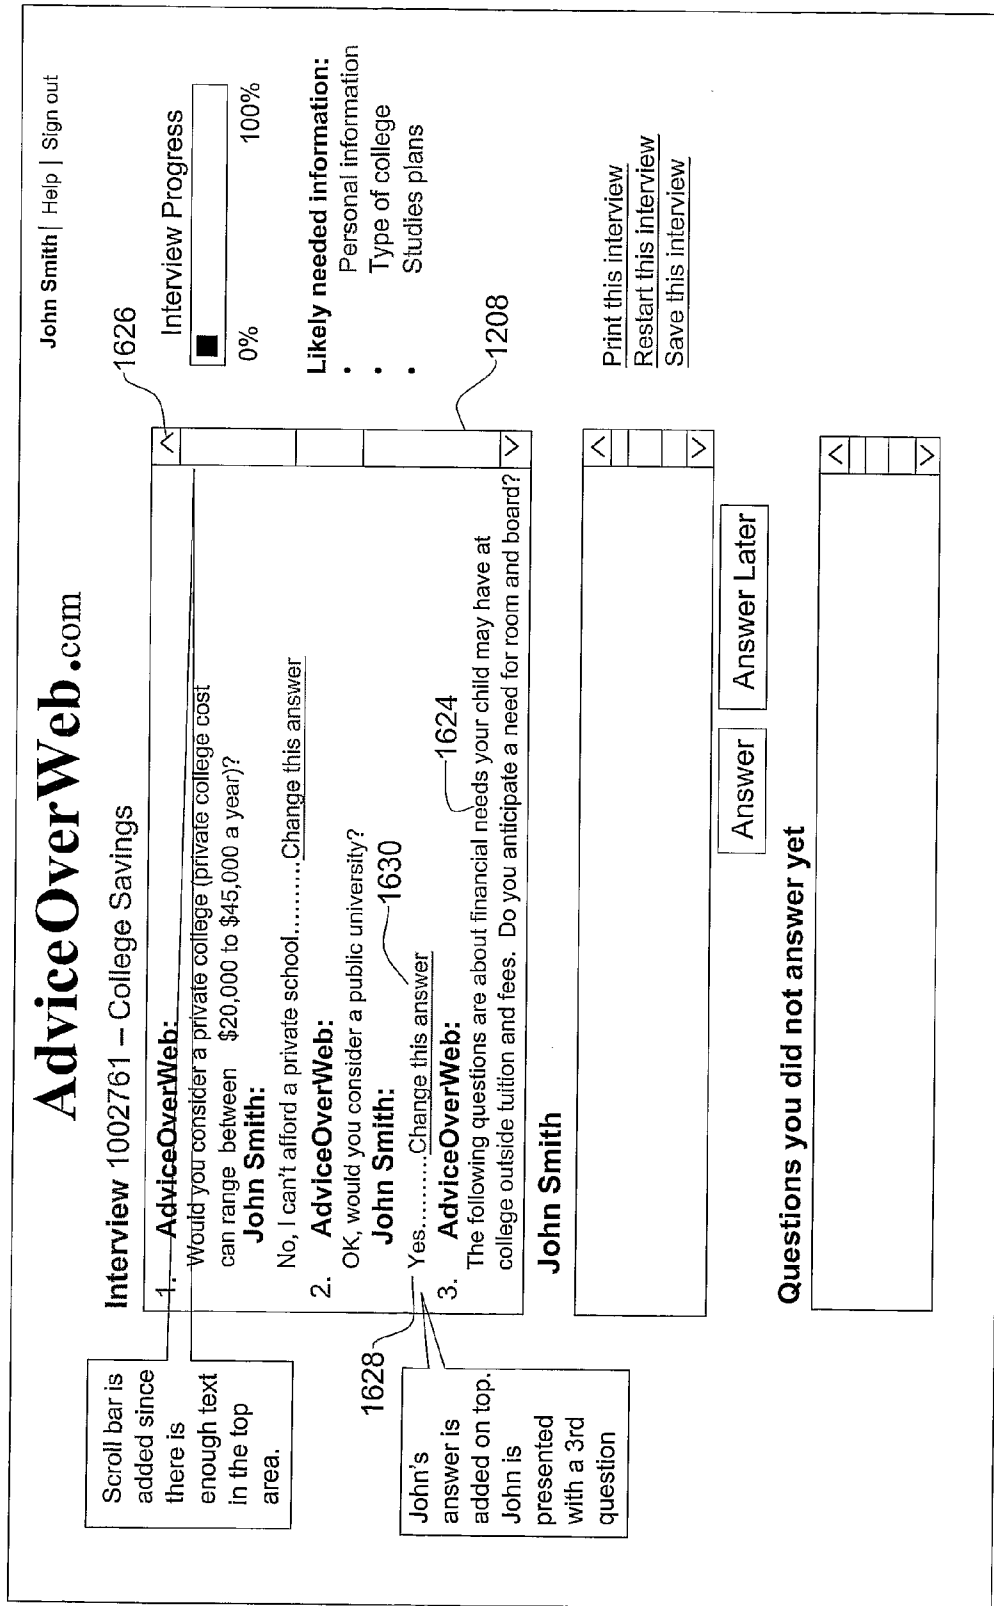 John Smith| Help | Sign out
AdviceOverWeb.com
Interview 1002761 – College Savings
1626
Interview Progress
0%
100%
Scroll bar is
added since
there is
enough text
in the top
area.
1. AdviceOverWeb:
Would you consider a private college (private college cost
can range between $20,000 to $45,000 a year)?
John Smith:
No, I can't afford a private school..........Change this answer
2. AdviceOverWeb:
OK, would you consider a public university?
John Smith:
Yes..........Change this answer
3. AdviceOverWeb:
The following questions are about financial needs your child may have at
college outside tuition and fees. Do you anticipate a need for room and board?
1628
1630
1624
1208
John's
answer is
added on top.
John is
presented
with a 3rd
question
Likely needed information:
• Personal information
• Type of college
• Studies plans
John Smith
Print this interview
Restart this interview
Save this interview
Answer
Answer Later
Questions you did not answer yet